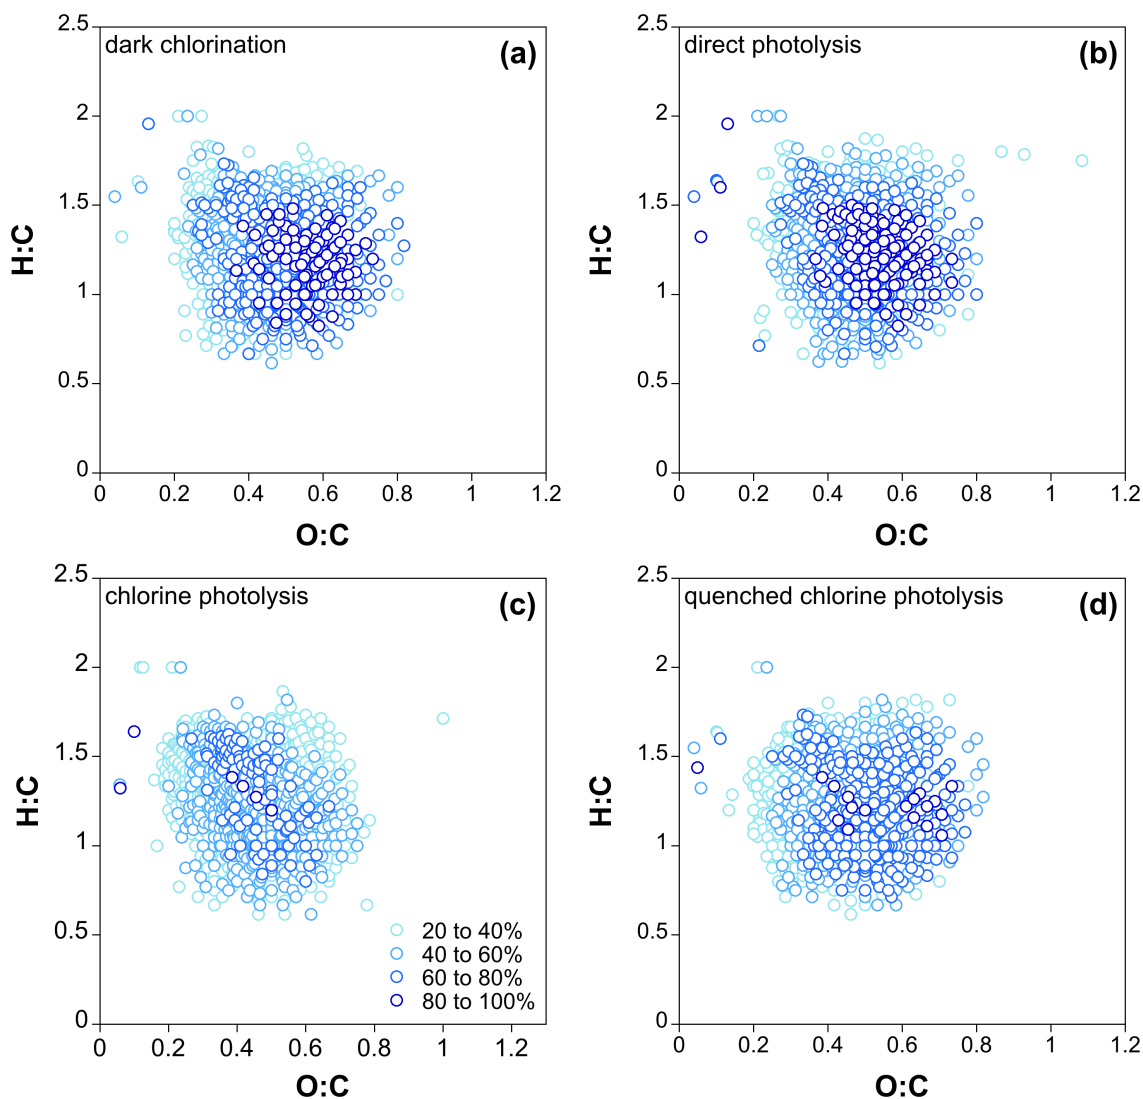 dark chlorination
(a)
2.5
2
1.5
1
0.5
0
H:C
0 0.2 0.4 0.6 0.8 1 1.2
O:C
direct photolysis
(b)
2.5
2
1.5
1
0.5
0
H:C
0 0.2 0.4 0.6 0.8 1 1.2
O:C
chlorine photolysis
(c)
2.5
2
1.5
1
0.5
0
H:C
20 to 40%
40 to 60%
60 to 80%
80 to 100%
0 0.2 0.4 0.6 0.8 1 1.2
O:C
quenched chlorine photolysis
(d)
2.5
2
1.5
1
0.5
0
H:C
0 0.2 0.4 0.6 0.8 1 1.2
O:C